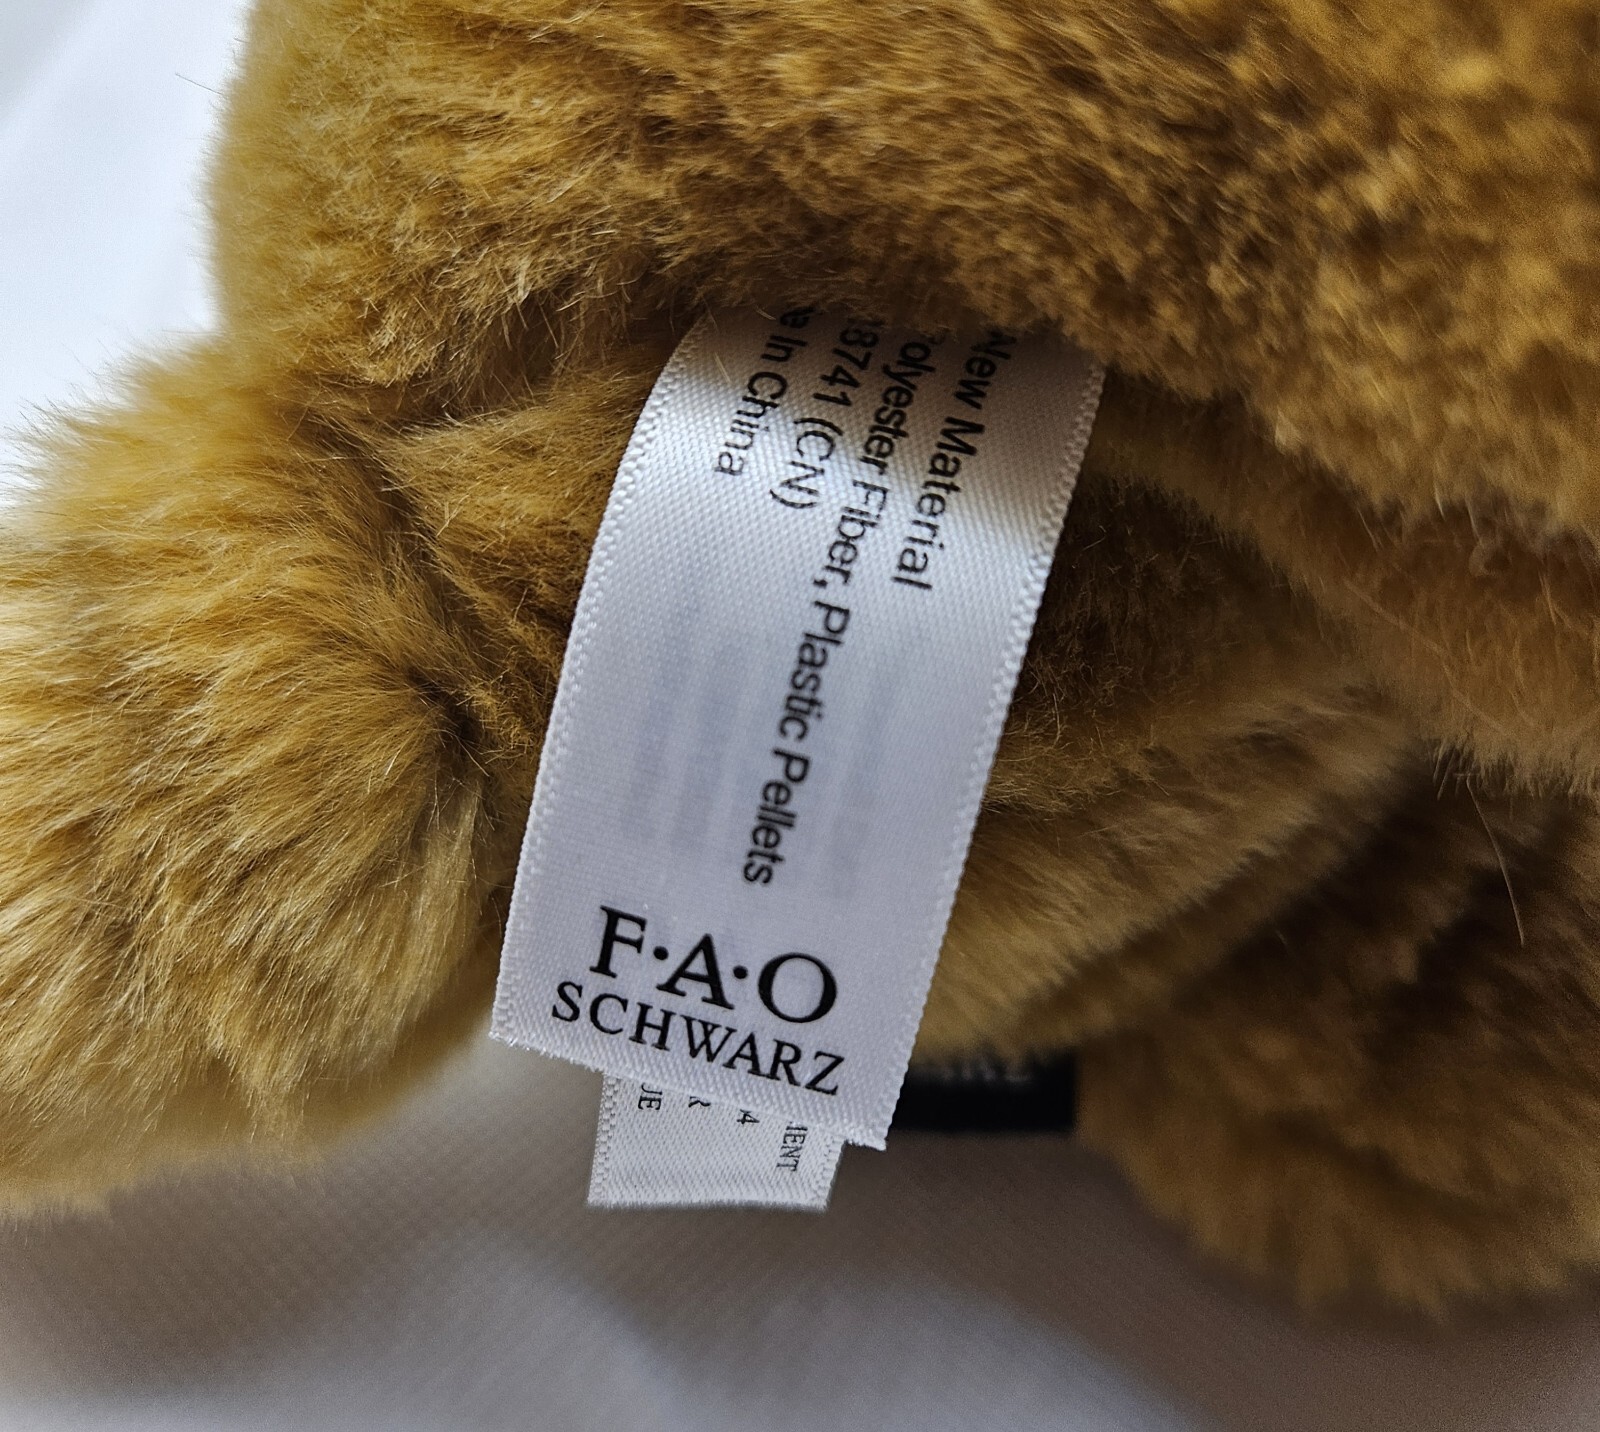 New Material
Polyester Fiber, Plastic Pellets
18741 (CN)
In China
F·A·O
SCHWARZ